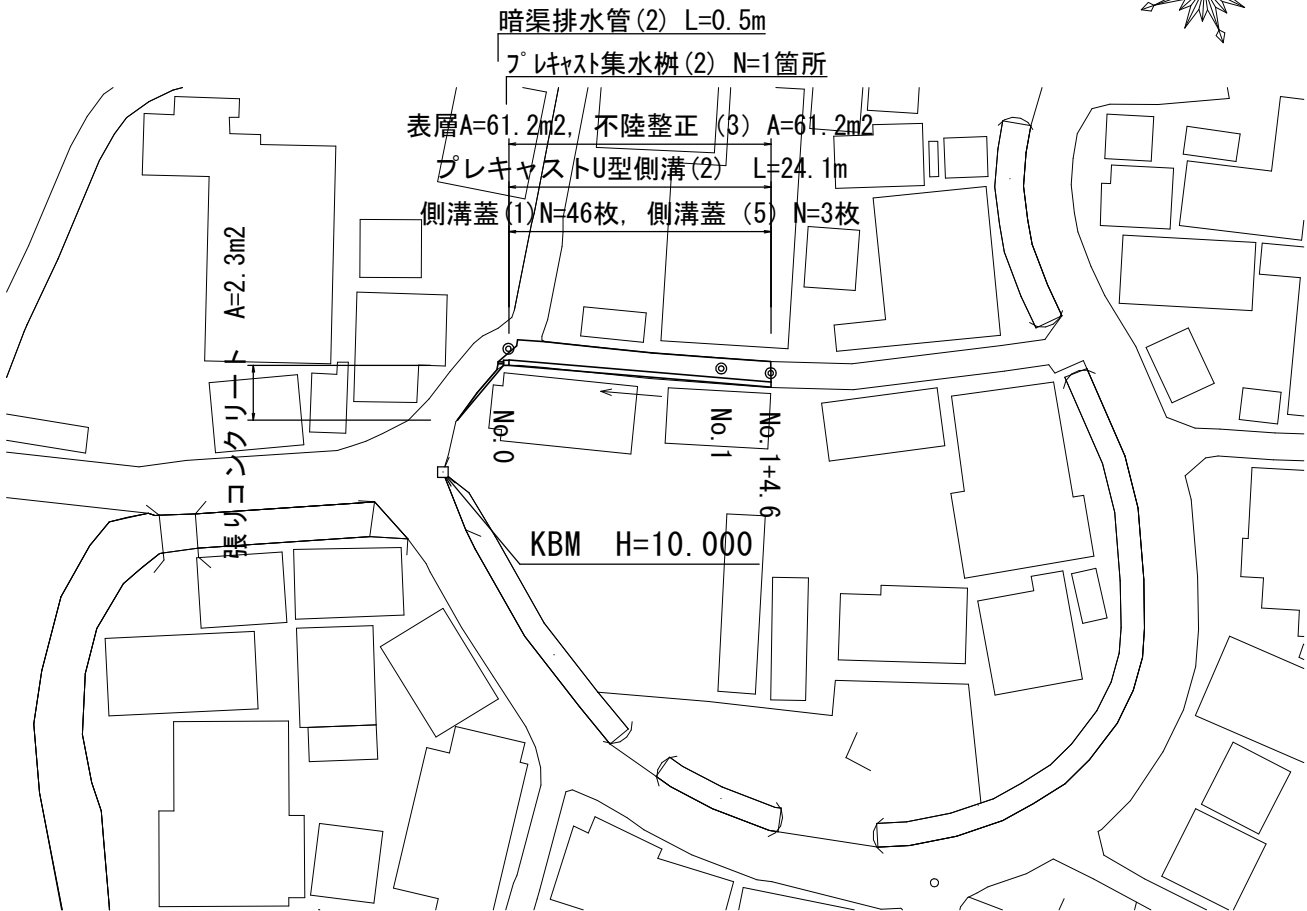 暗渠排水管(2) L=0.5m
プレキャスト集水桝(2) N=1箇所
表層A=61.2m2, 不陸整正 (3) A=61.2m2
プレキャストU型側溝(2) L=24.1m
側溝蓋(1)N=46枚, 側溝蓋 (5) N=3枚
張りコンクリート A=2.3m2
No.0
No.1
No.1+4.6
KBM H=10.000